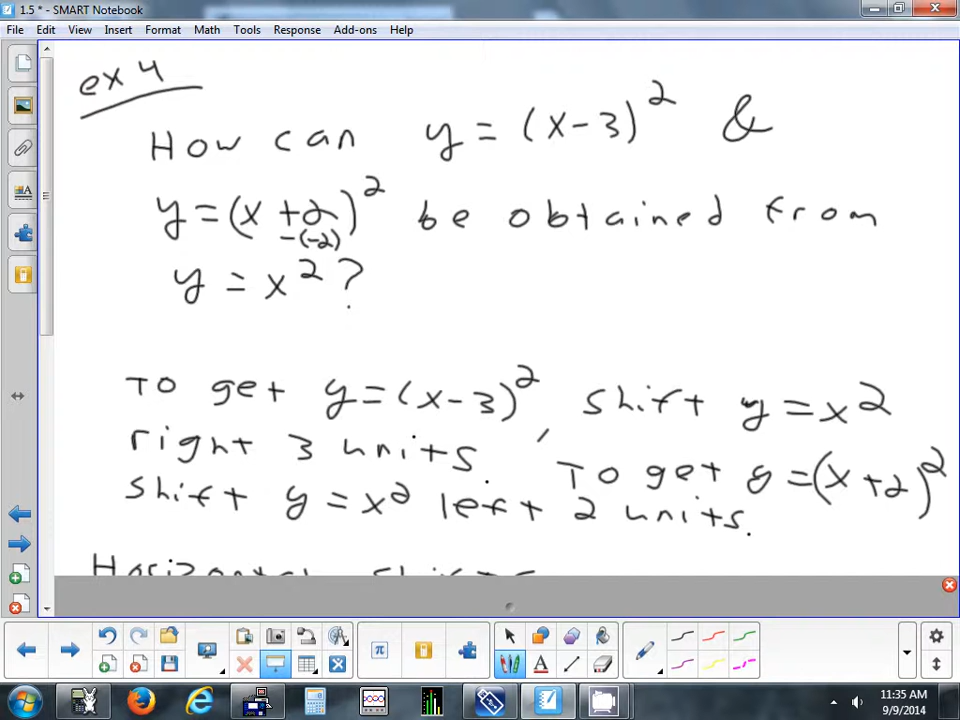 1.5 * - SMART Notebook
File Edit View Insert Format Math Tools Response Add-ons Help
ex 4
How can y = (x-3)² &
y = (x +2)² be obtained from
-(-2)
y = x² ?
To get y = (x-3)², shift y = x²
right 3 units. To get y = (x+2)²
shift y = x² left 2 units.
Horizontal shifts
11:35 AM
9/9/2014